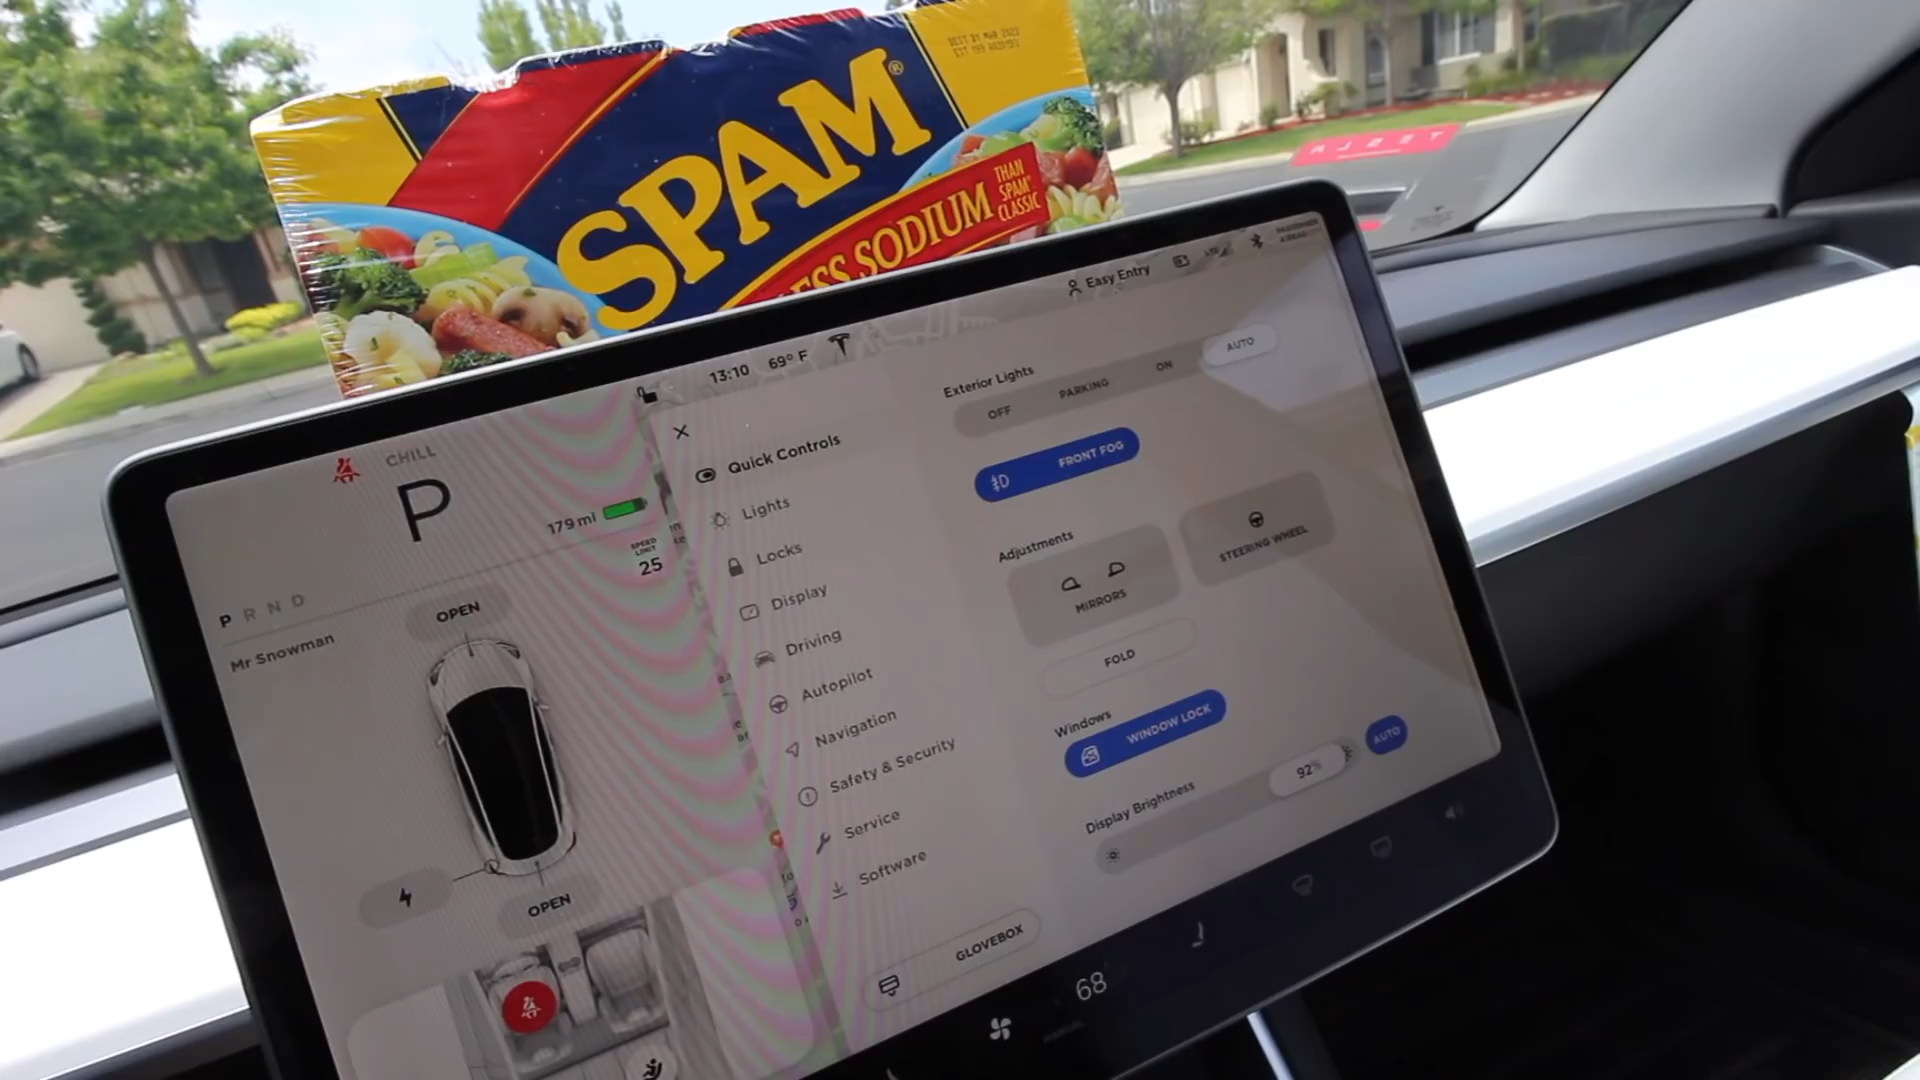 SPAM®
LESS SODIUM
THAN
SPAM®
CLASSIC
TESLA
Easy Entry
LTE
13:10 69° F
CHILL
P
179 mi
SPEED
LIMIT
25
P R N D
Mr Snowman
OPEN
OPEN
Quick Controls
Lights
Locks
Display
Driving
Autopilot
Navigation
Safety & Security
Service
Software
GLOVEBOX
Exterior Lights
OFF PARKING ON AUTO
FRONT FOG
Adjustments
MIRRORS
STEERING WHEEL
FOLD
Windows
WINDOW LOCK
Display Brightness
92% AUTO
68